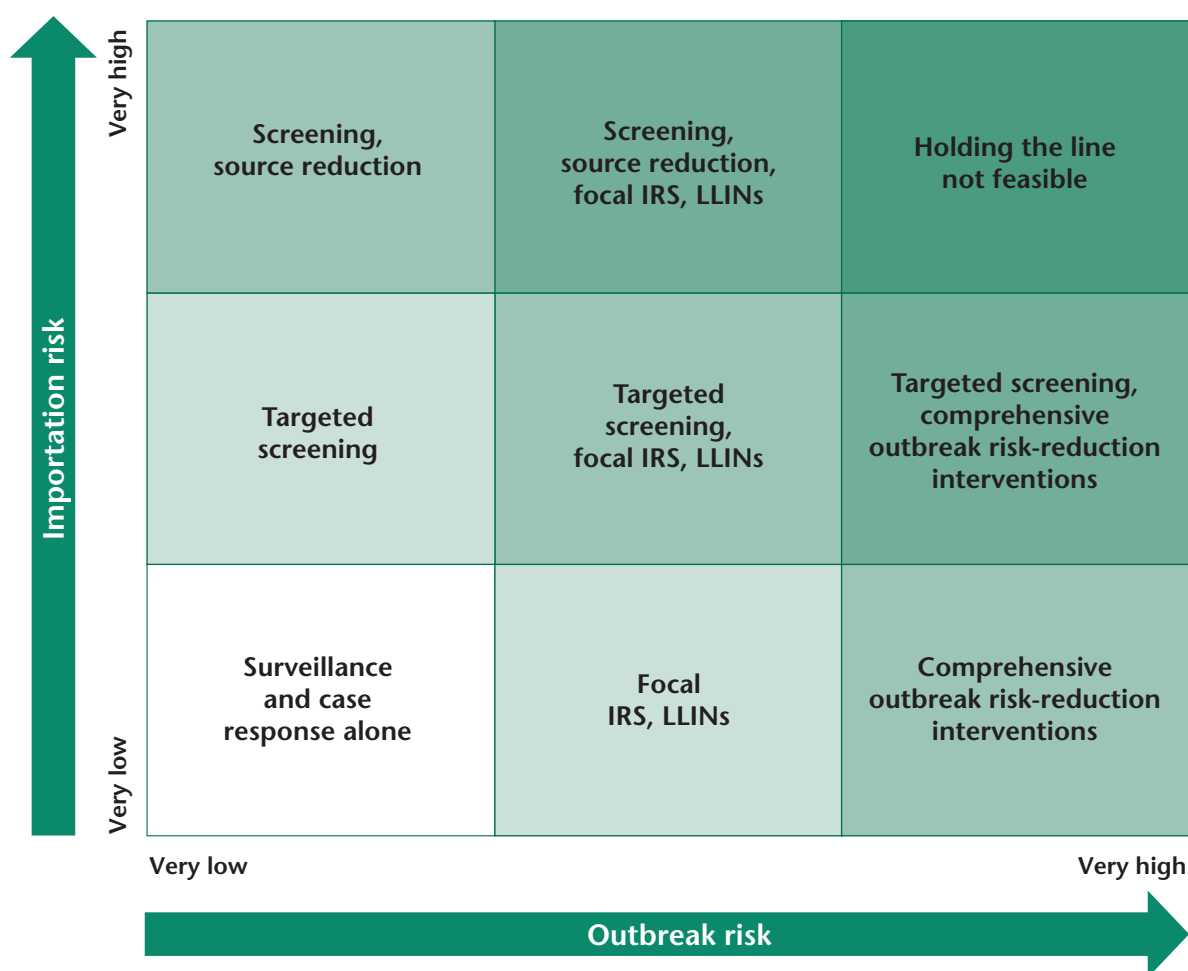 Importation risk
Very high
Screening,
source reduction
Screening,
source reduction,
focal IRS, LLINs
Holding the line
not feasible
Targeted
screening
Targeted
screening,
focal IRS, LLINs
Targeted screening,
comprehensive
outbreak risk-reduction
interventions
Very low
Surveillance
and case
response alone
Focal
IRS, LLINs
Comprehensive
outbreak risk-reduction
interventions
Very low
Very high
Outbreak risk